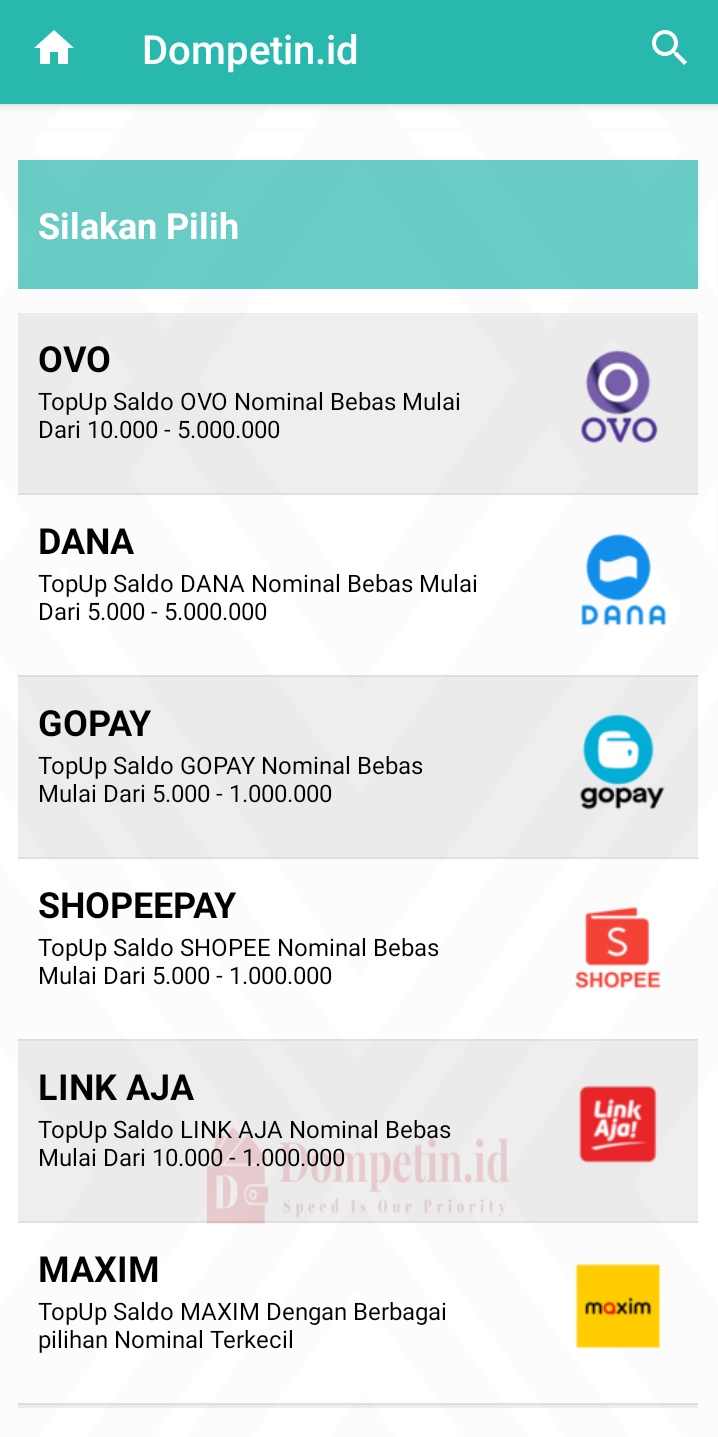 Dompetin.id
Silakan Pilih
OVO
TopUp Saldo OVO Nominal Bebas Mulai
Dari 10.000 - 5.000.000
OVO
DANA
TopUp Saldo DANA Nominal Bebas Mulai
Dari 5.000 - 5.000.000
DANA
GOPAY
TopUp Saldo GOPAY Nominal Bebas
Mulai Dari 5.000 - 1.000.000
gopay
SHOPEEPAY
TopUp Saldo SHOPEE Nominal Bebas
Mulai Dari 5.000 - 1.000.000
S
SHOPEE
LINK AJA
TopUp Saldo LINK AJA Nominal Bebas
Mulai Dari 10.000 - 1.000.000
Link
Aja!
D
Dompetin.id
Speed Is Our Priority
MAXIM
TopUp Saldo MAXIM Dengan Berbagai
pilihan Nominal Terkecil
maxim